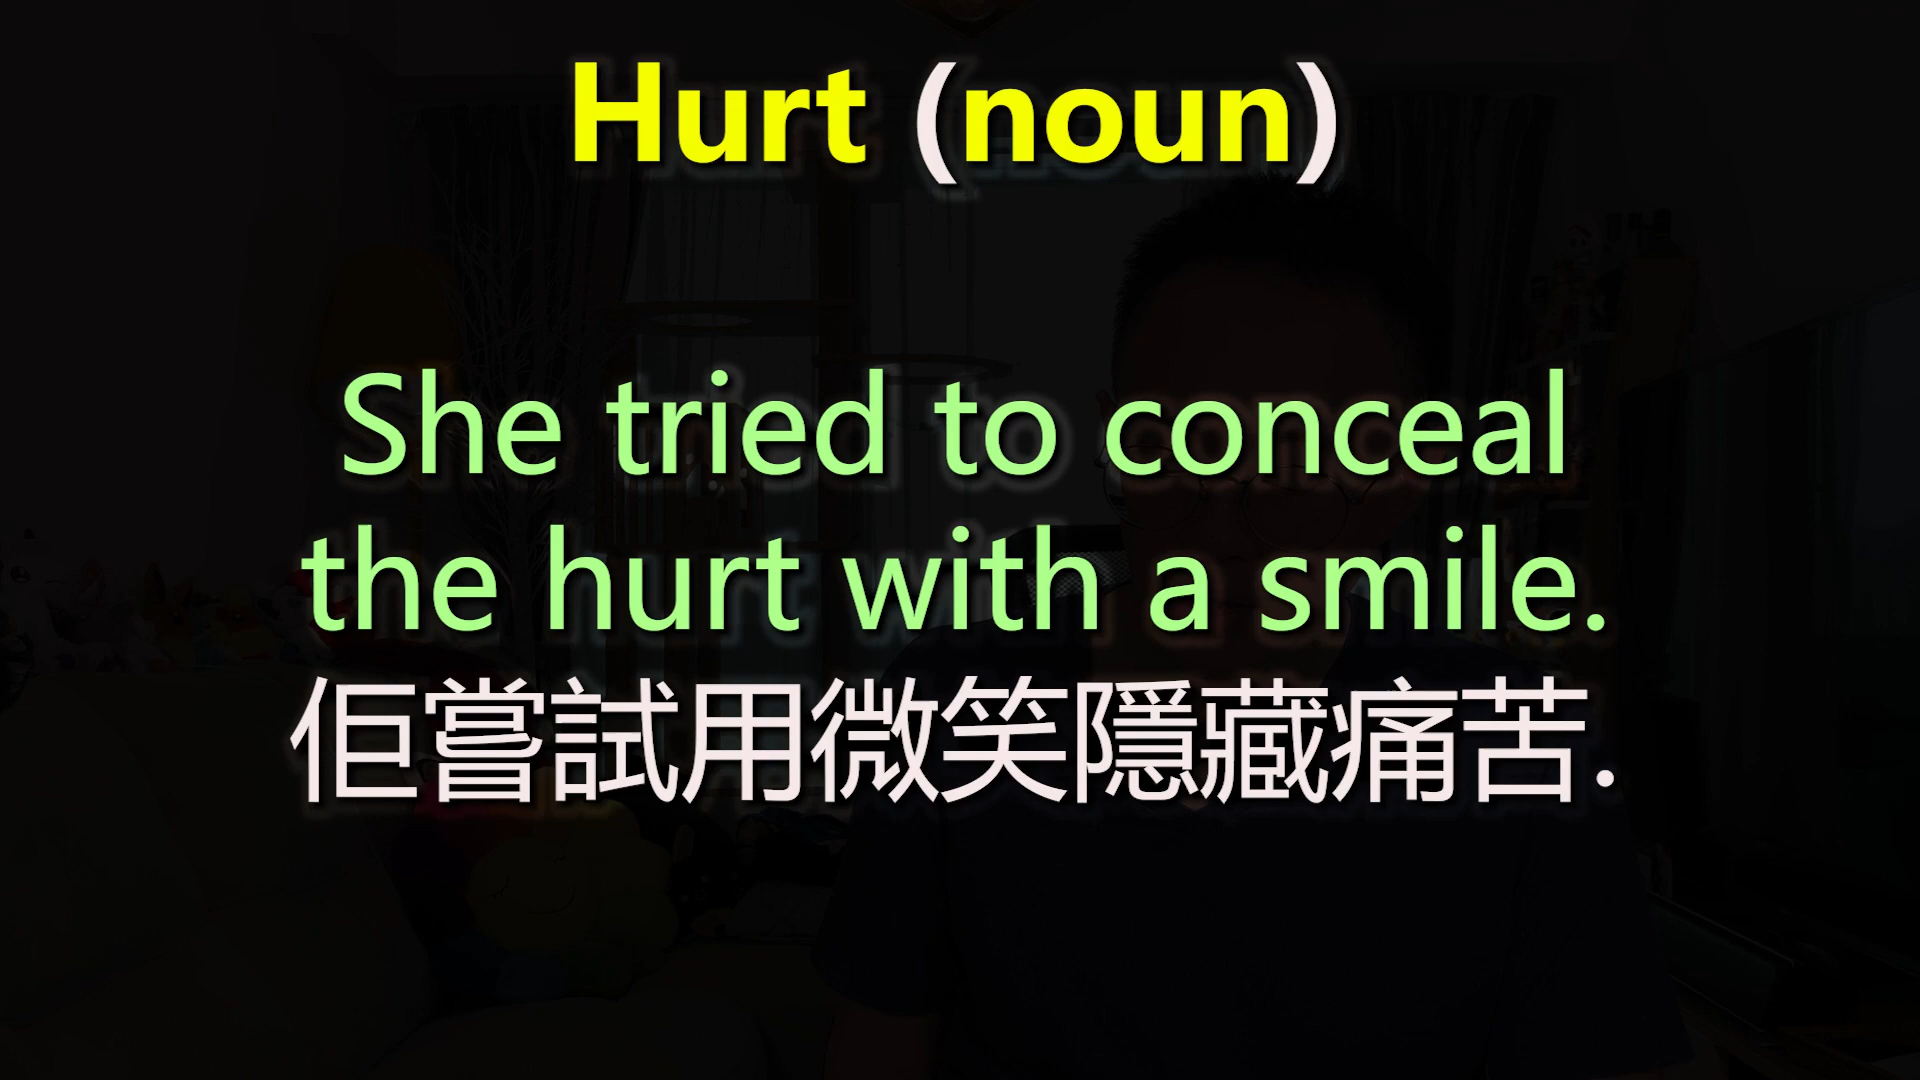 Hurt (noun)
She tried to conceal
the hurt with a smile.
佢嘗試用微笑隱藏痛苦.